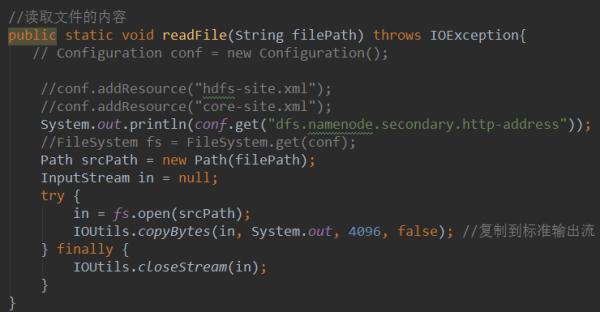 //读取文件的内容
public static void readFile(String filePath) throws IOException{
   // Configuration conf = new Configuration();

    //conf.addResource("hdfs-site.xml");
    //conf.addResource("core-site.xml");
    System.out.println(conf.get("dfs.namenode.secondary.http-address"));
    //FileSystem fs = FileSystem.get(conf);
    Path srcPath = new Path(filePath);
    InputStream in = null;
    try {
        in = fs.open(srcPath);
        IOUtils.copyBytes(in, System.out, 4096, false); //复制到标准输出流
    } finally {
        IOUtils.closeStream(in);
    }
}